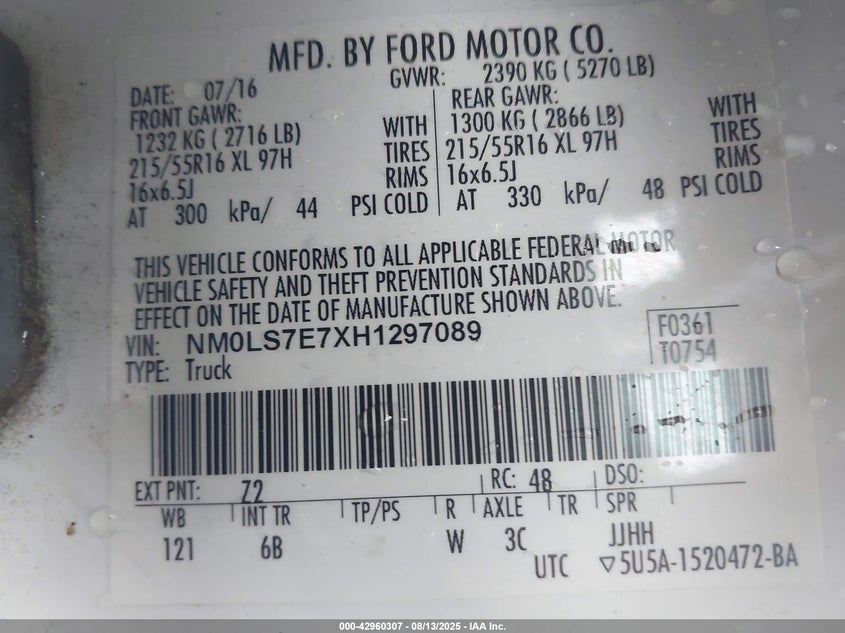 MFD. BY FORD MOTOR CO.
DATE: 07/16 GVWR: 2390 KG ( 5270 LB)
FRONT GAWR: REAR GAWR:
1232 KG ( 2716 LB) WITH 1300 KG ( 2866 LB) WITH
215/55R16 XL 97H TIRES 215/55R16 XL 97H TIRES
16x6.5J RIMS 16x6.5J RIMS
AT 300 kPa/ 44 PSI COLD AT 330 kPa/ 48 PSI COLD
THIS VEHICLE CONFORMS TO ALL APPLICABLE FEDERAL MOTOR
VEHICLE SAFETY AND THEFT PREVENTION STANDARDS IN
EFFECT ON THE DATE OF MANUFACTURE SHOWN ABOVE.
VIN: NM0LS7E7XH1297089 F0361
TYPE: Truck T0754
EXT PNT: Z2 RC: 48 DSO:
WB INT TR TP/PS R AXLE TR SPR
121 6B W 3C JJHH
UTC ▽5U5A-1520472-BA
000-42960307 - 08/13/2025 - IAA Inc.